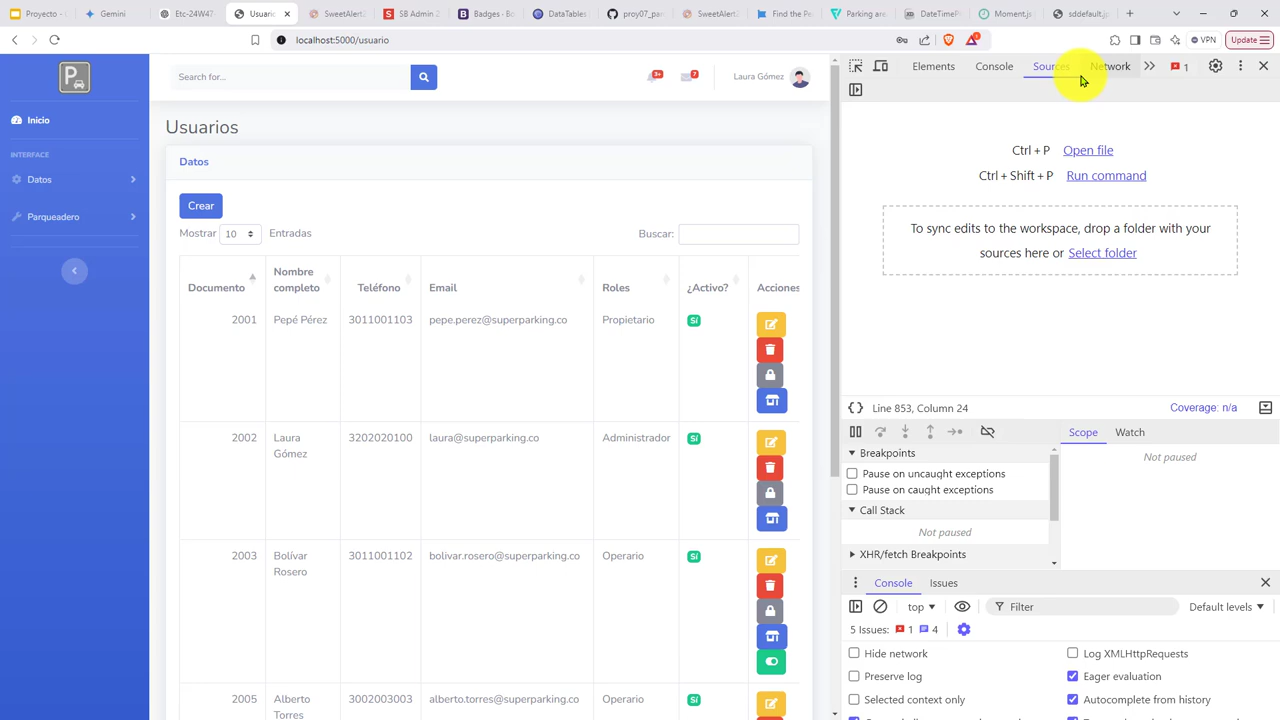 Proyecto -
Gemini
Etc-24W47
Usuario
SweetAlert2
SB Admin 2
Badges - Bo
DataTables
proy07_pa
SweetAlert2
Find the Pe
Parking are
DateTimePi
Moment.js
sddefault.jp
localhost:5000/usuario
VPN
Update
P
Inicio
INTERFACE
Datos
Parqueadero
Search for...
3+
7
Laura Gómez
Usuarios
Datos
Crear
Mostrar 10 Entradas
Buscar:
Documento Nombre completo Teléfono Email Roles ¿Activo? Acciones
2001 Pepé Pérez 3011001103 pepe.perez@superparking.co Propietario Sí
2002 Laura Gómez 3202020100 laura@superparking.co Administrador Sí
2003 Bolívar Rosero 3011001102 bolivar.rosero@superparking.co Operario Sí
2005 Alberto Torres 3002003003 alberto.torres@superparking.co Operario Sí
Elements Console Sources Network 1
Ctrl + P Open file
Ctrl + Shift + P Run command
To sync edits to the workspace, drop a folder with your
sources here or Select folder
{ } Line 853, Column 24 Coverage: n/a
Scope Watch
Breakpoints
Pause on uncaught exceptions
Pause on caught exceptions
Call Stack
Not paused
XHR/fetch Breakpoints
Not paused
Console Issues
top Filter Default levels
5 Issues: 1 4
Hide network Log XMLHttpRequests
Preserve log Eager evaluation
Selected context only Autocomplete from history